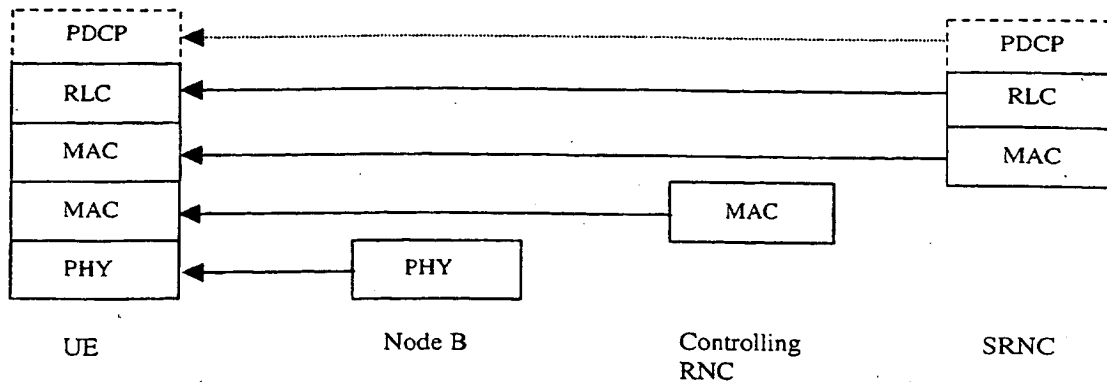 PDCP
PDCP
RLC
RLC
MAC
MAC
MAC
MAC
PHY
PHY
UE
Node B
Controlling
RNC
SRNC